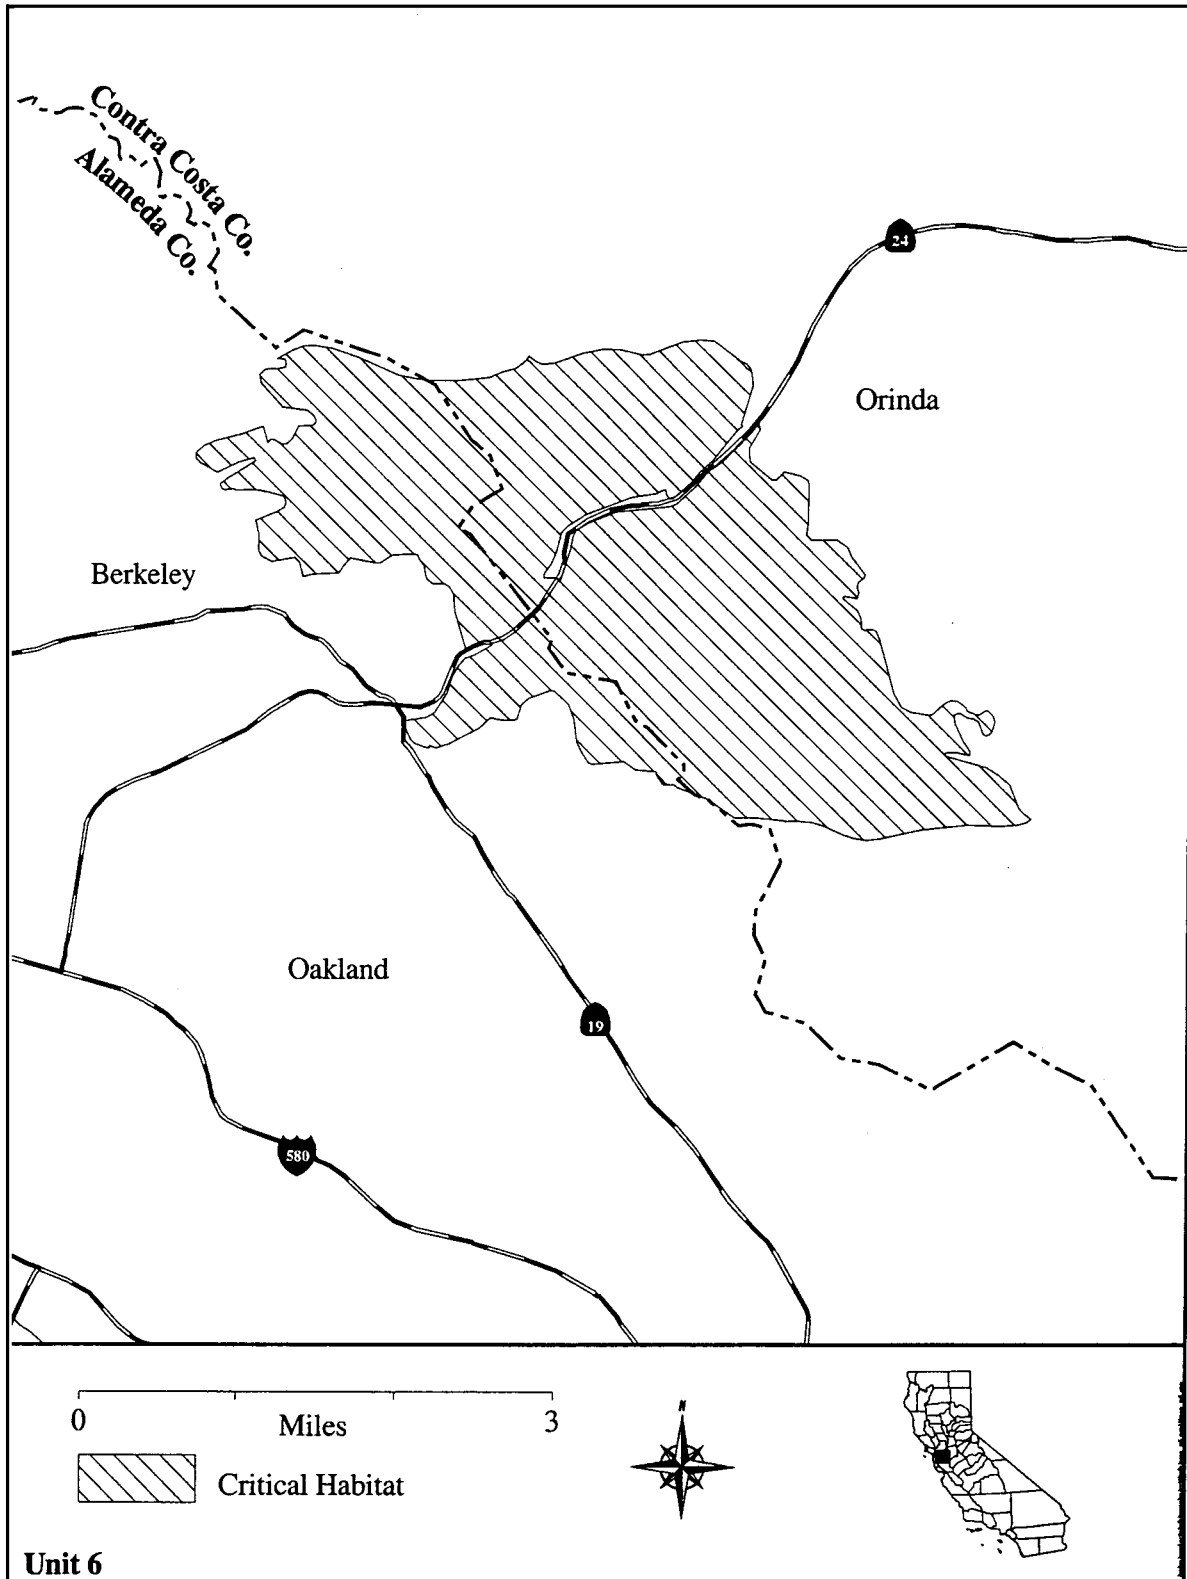 Contra Costa Co.
Alameda Co.
24
Orinda
Berkeley
Oakland
19
580
0 3
Miles
N
Critical Habitat
Unit 6